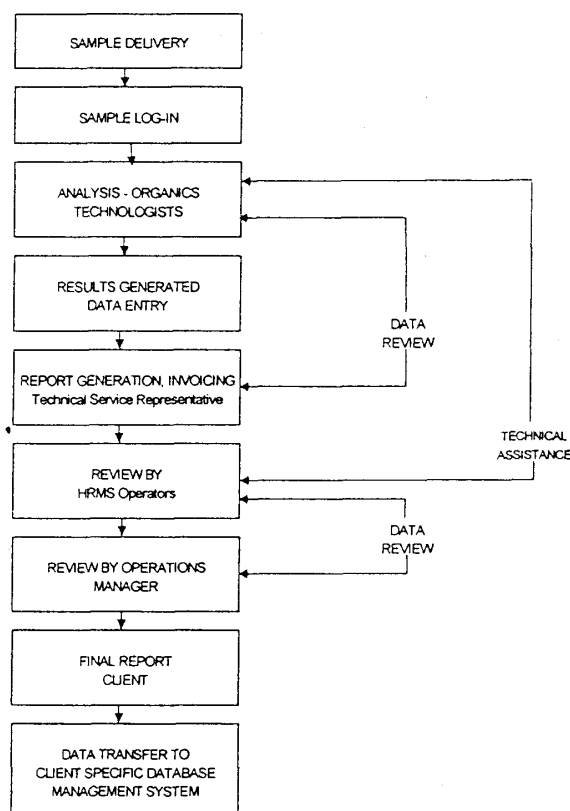 SAMPLE DELIVERY
SAMPLE LOG-IN
ANALYSIS - ORGANICS
TECHNOLOGISTS
RESULTS GENERATED
DATA ENTRY
DATA
REVIEW
REPORT GENERATION, INVOICING
Technical Service Representative
TECHNICAL
ASSISTANCE
REVIEW BY
HRMS Operators
DATA
REVIEW
REVIEW BY OPERATIONS
MANAGER
FINAL REPORT
CLIENT
DATA TRANSFER TO
CLIENT SPECIFIC DATABASE
MANAGEMENT SYSTEM